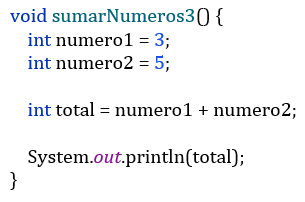 void sumarNumeros3() {
int numero1 = 3;
int numero2 = 5;
int total = numero1 + numero2;
System.out.println(total);
}